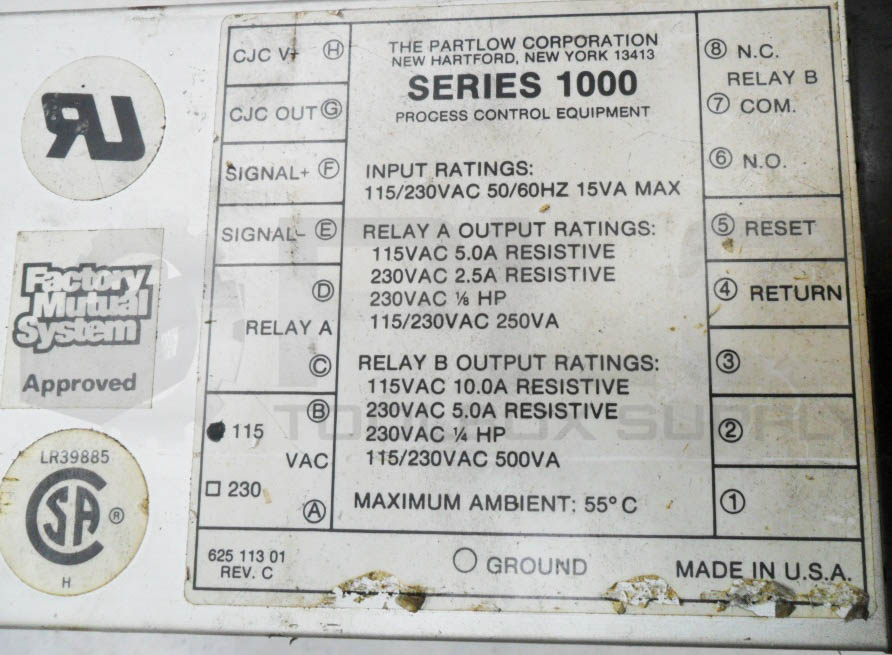 CJC V+ H
CJC OUT G
SIGNAL+ F
SIGNAL- E
D
RELAY A
C
B
115
VAC
230
A
THE PARTLOW CORPORATION
NEW HARTFORD, NEW YORK 13413
SERIES 1000
PROCESS CONTROL EQUIPMENT
INPUT RATINGS:
115/230VAC 50/60HZ 15VA MAX
RELAY A OUTPUT RATINGS:
115VAC 5.0A RESISTIVE
230VAC 2.5A RESISTIVE
230VAC ⅛ HP
115/230VAC 250VA
RELAY B OUTPUT RATINGS:
115VAC 10.0A RESISTIVE
230VAC 5.0A RESISTIVE
230VAC ¼ HP
115/230VAC 500VA
MAXIMUM AMBIENT: 55°C
8 N.C.
RELAY B
7 COM.
6 N.O.
5 RESET
4 RETURN
3
2
1
625 113 01
REV. C
GROUND
MADE IN U.S.A.
RU
Factory
Mutual
System
Approved
LR39885
CSA ®
H